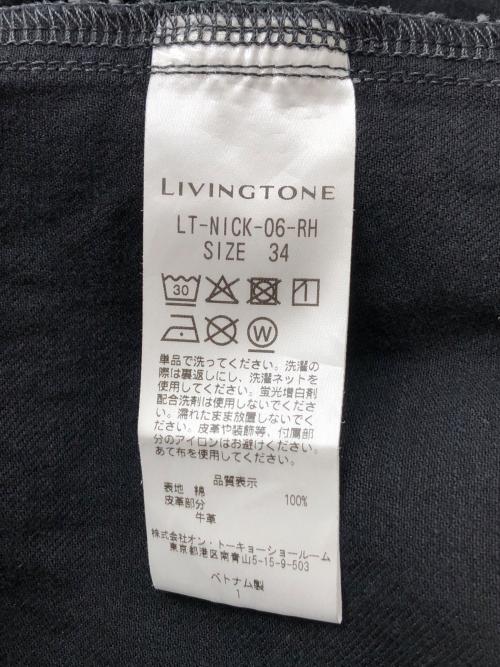 LIVINGTONE
LT-NICK-06-RH
SIZE 34
30
W
単品で洗ってください。洗濯の
際は裏返しにし、洗濯ネットを
使用してください。蛍光増白剤
配合洗剤は使用しないでくださ
い。濡れたまま放置しないでく
ださい。皮革や装飾等、付属部
分のアイロンはお避けください。
あて布を使用してください。
品質表示
表地 綿 100%
皮革部分
牛革
株式会社オン・トーキョーショールーム
東京都港区南青山5-15-9-503
ベトナム製
1